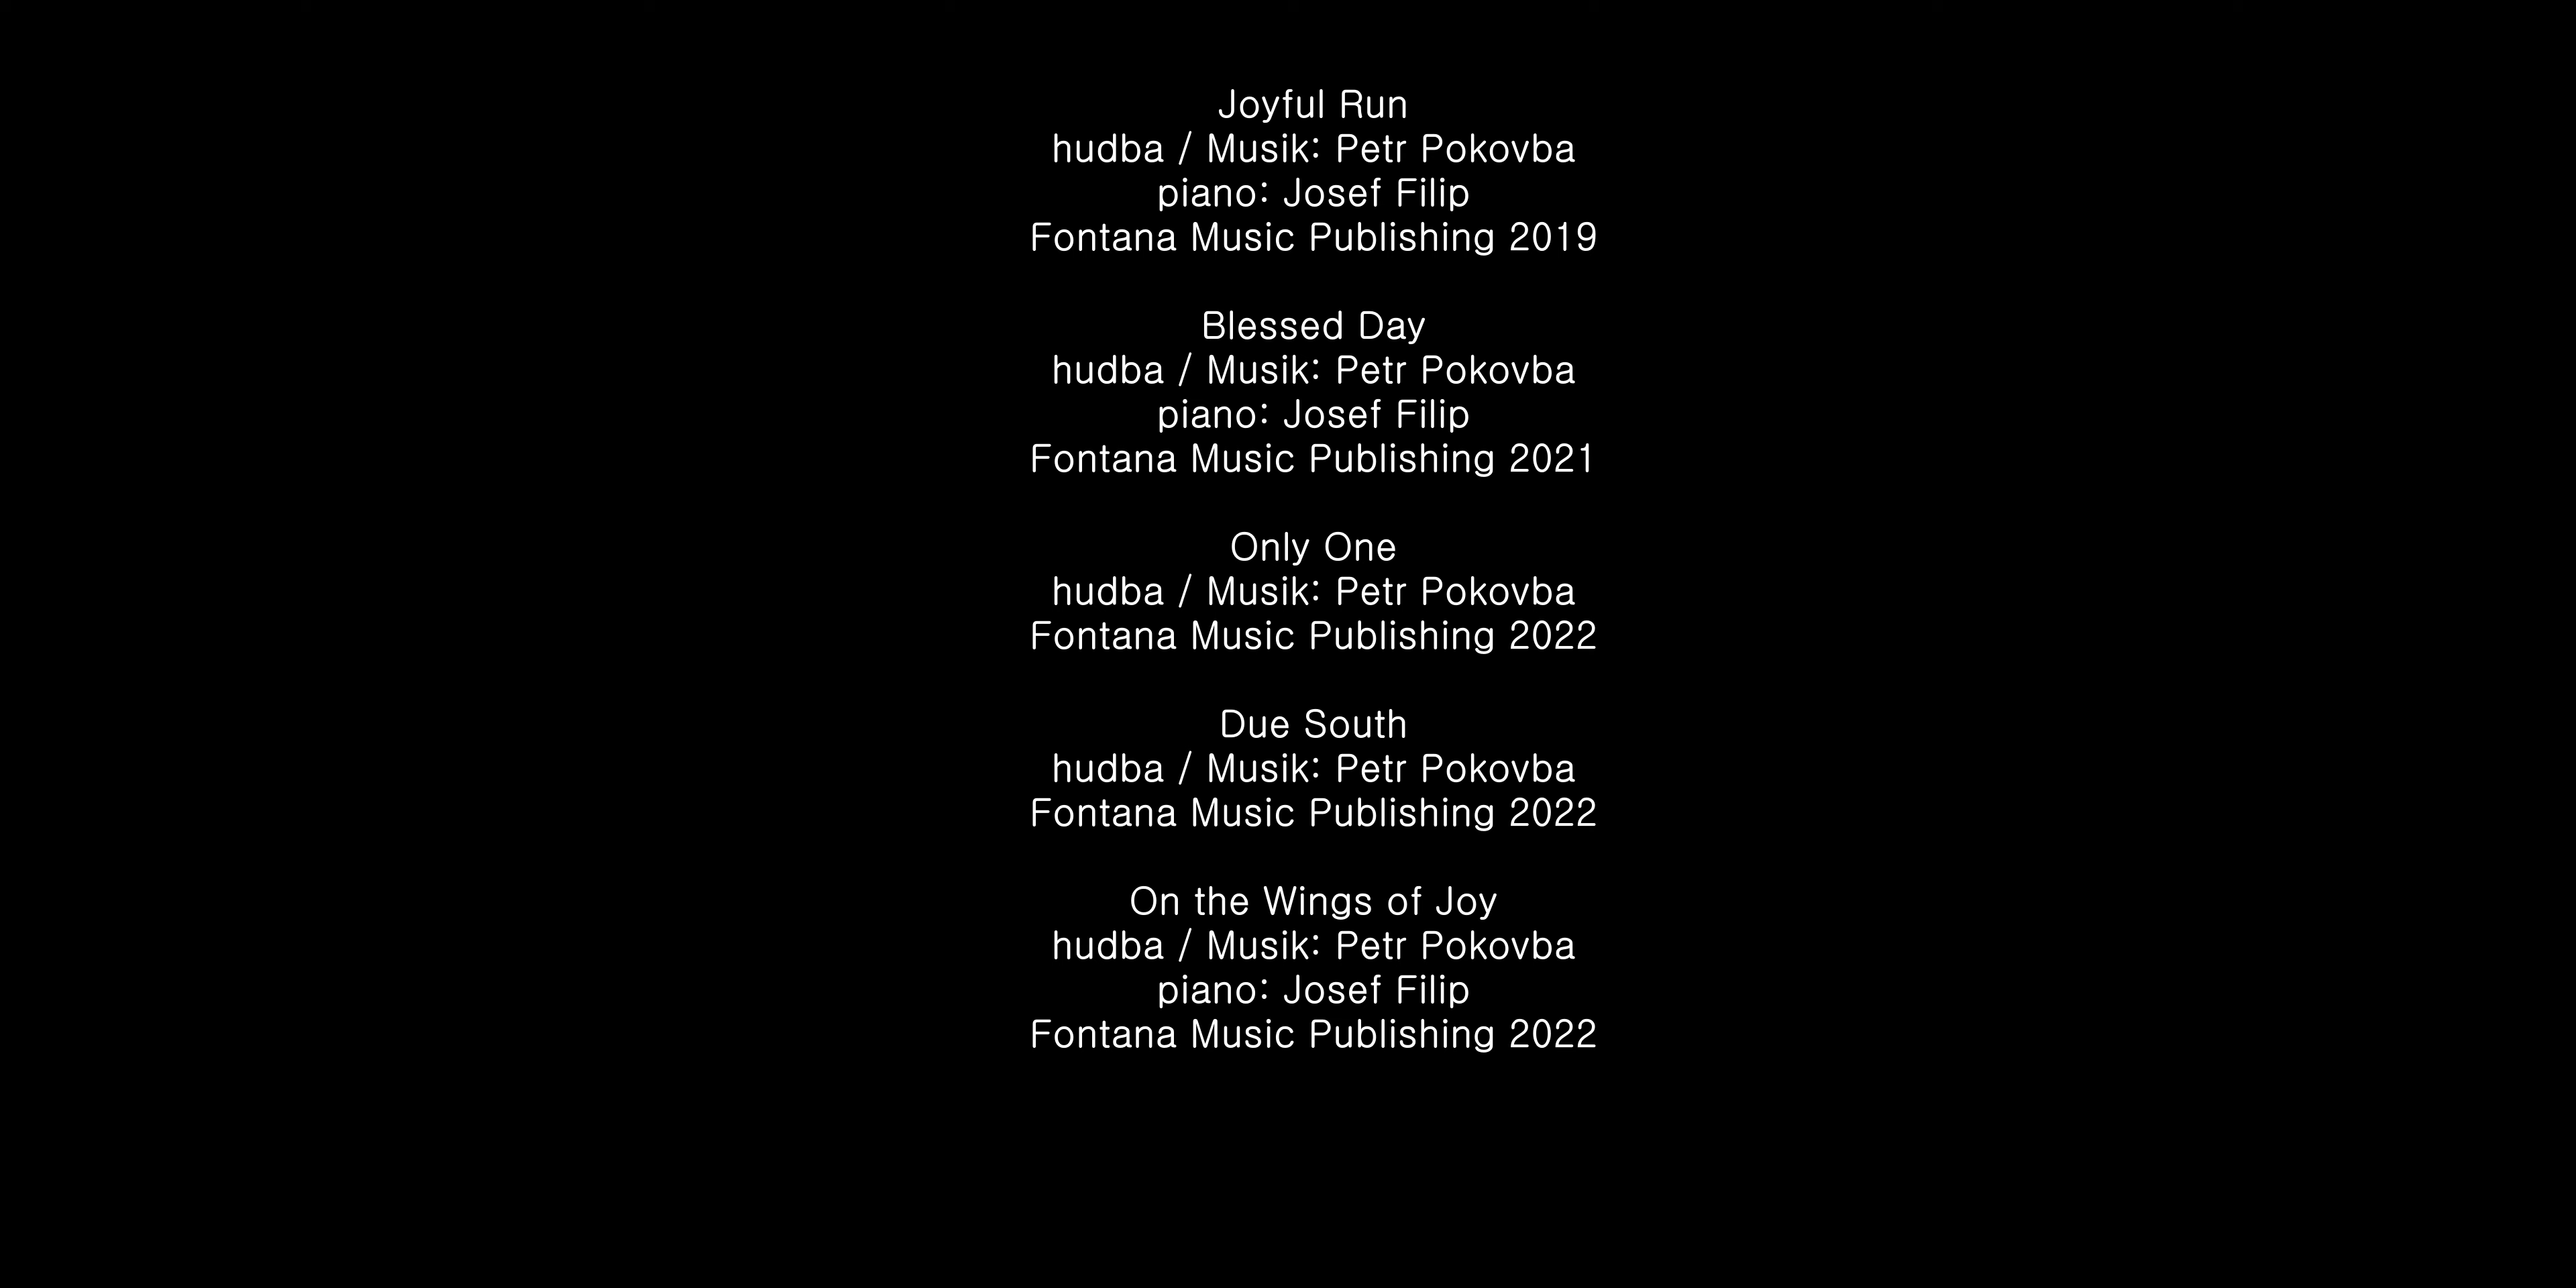 Joyful Run
hudba / Musik: Petr Pokovba
piano: Josef Filip
Fontana Music Publishing 2019
Blessed Day
hudba / Musik: Petr Pokovba
piano: Josef Filip
Fontana Music Publishing 2021
Only One
hudba / Musik: Petr Pokovba
Fontana Music Publishing 2022
Due South
hudba / Musik: Petr Pokovba
Fontana Music Publishing 2022
On the Wings of Joy
hudba / Musik: Petr Pokovba
piano: Josef Filip
Fontana Music Publishing 2022